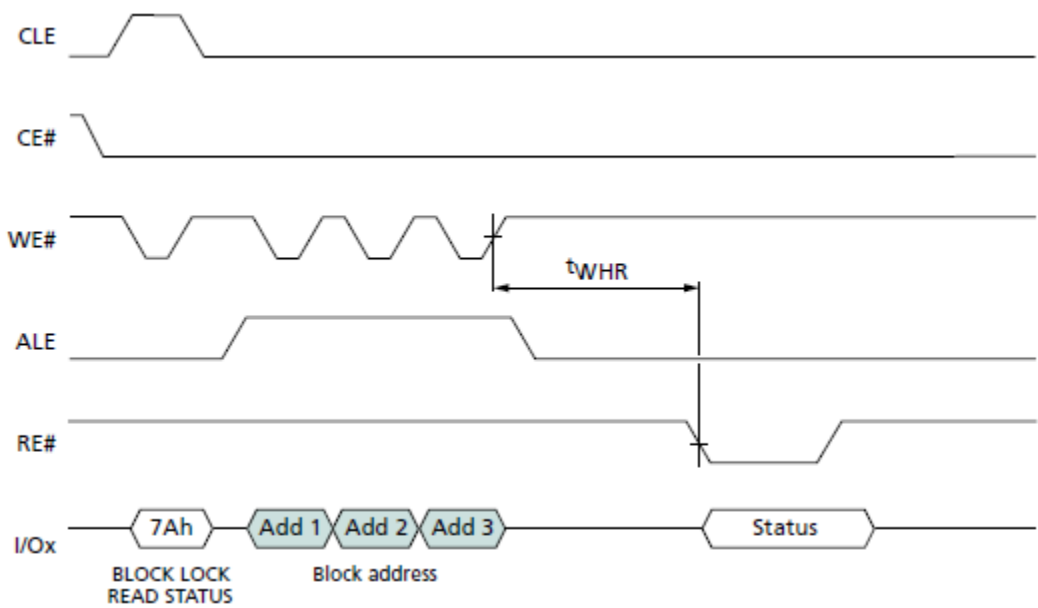 CLE
CE#
WE#
tWHR
ALE
RE#
I/Ox
7Ah
Add 1
Add 2
Add 3
Status
BLOCK LOCK
READ STATUS
Block address